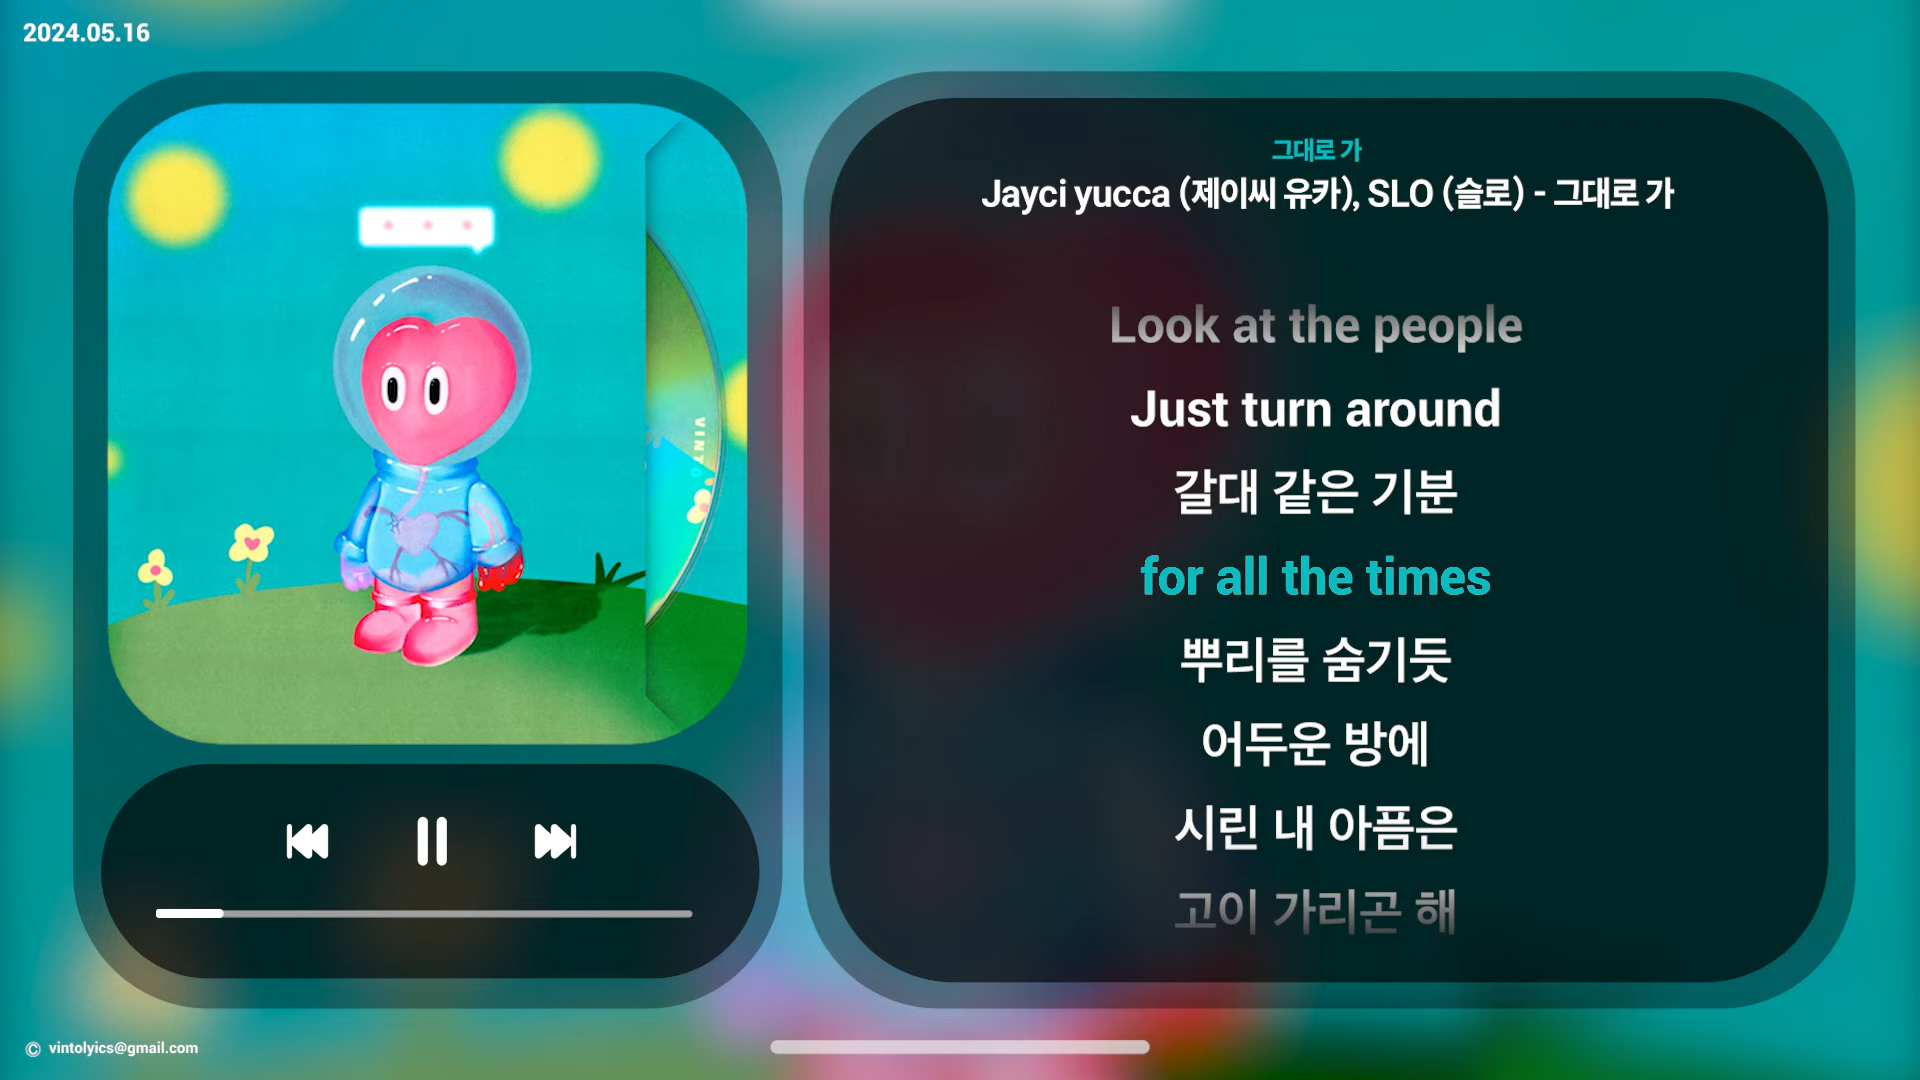 2024.05.16
그대로 가
Jayci yucca (제이씨 유카), SLO (슬로) - 그대로 가
Look at the people
Just turn around
갈대 같은 기분
for all the times
뿌리를 숨기듯
어두운 방에
시린 내 아픔은
고이 가리곤 해
VINTO
© vintolyics@gmail.com